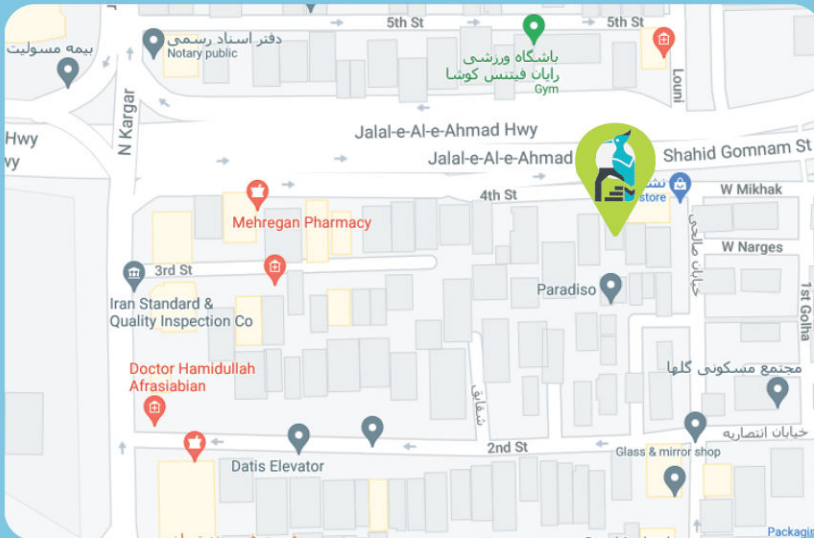 5th St
5th St
بیمه مسولیت
دفتر اسناد رسمی
Notary public
باشگاه ورزشی
رایان فیتنس کوشا
Gym
Louni
N Kargar
Hwy
Jalal-e-Al-e-Ahmad Hwy
Jalal-e-Al-e-Ahmad
Shahid Gomnam St
store
4th St
W Mikhak
Mehregan Pharmacy
خیابان صالحی
W Narges
3rd St
Paradiso
1st Golha
Iran Standard &
Quality Inspection Co
Doctor Hamidullah
Afrasiabian
مجتمع مسکونی گلها
شقایق
خیابان انتصاریه
2nd St
Glass & mirror shop
Datis Elevator